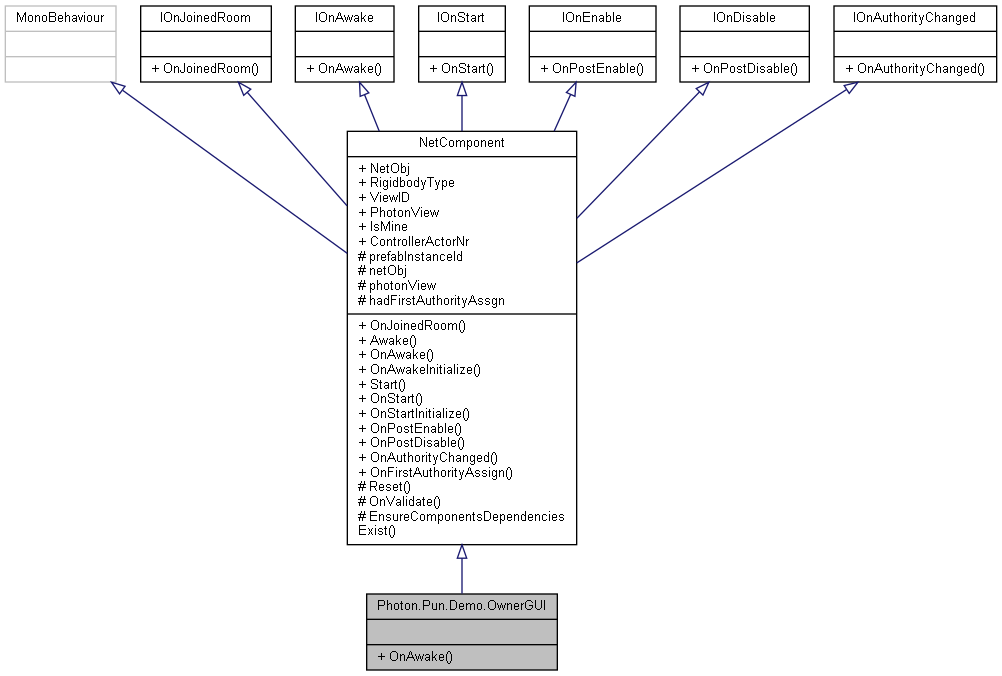 MonoBehaviour
IOnJoinedRoom
+ OnJoinedRoom()
IOnAwake
+ OnAwake()
IOnStart
+ OnStart()
IOnEnable
+ OnPostEnable()
IOnDisable
+ OnPostDisable()
IOnAuthorityChanged
+ OnAuthorityChanged()
NetComponent
+ NetObj
+ RigidbodyType
+ ViewID
+ PhotonView
+ IsMine
+ ControllerActorNr
# prefabInstanceId
# netObj
# photonView
# hadFirstAuthorityAssgn
+ OnJoinedRoom()
+ Awake()
+ OnAwake()
+ OnAwakeInitialize()
+ Start()
+ OnStart()
+ OnStartInitialize()
+ OnPostEnable()
+ OnPostDisable()
+ OnAuthorityChanged()
+ OnFirstAuthorityAssign()
# Reset()
# OnValidate()
# EnsureComponentsDependencies
Exist()
Photon.Pun.Demo.OwnerGUI
+ OnAwake()